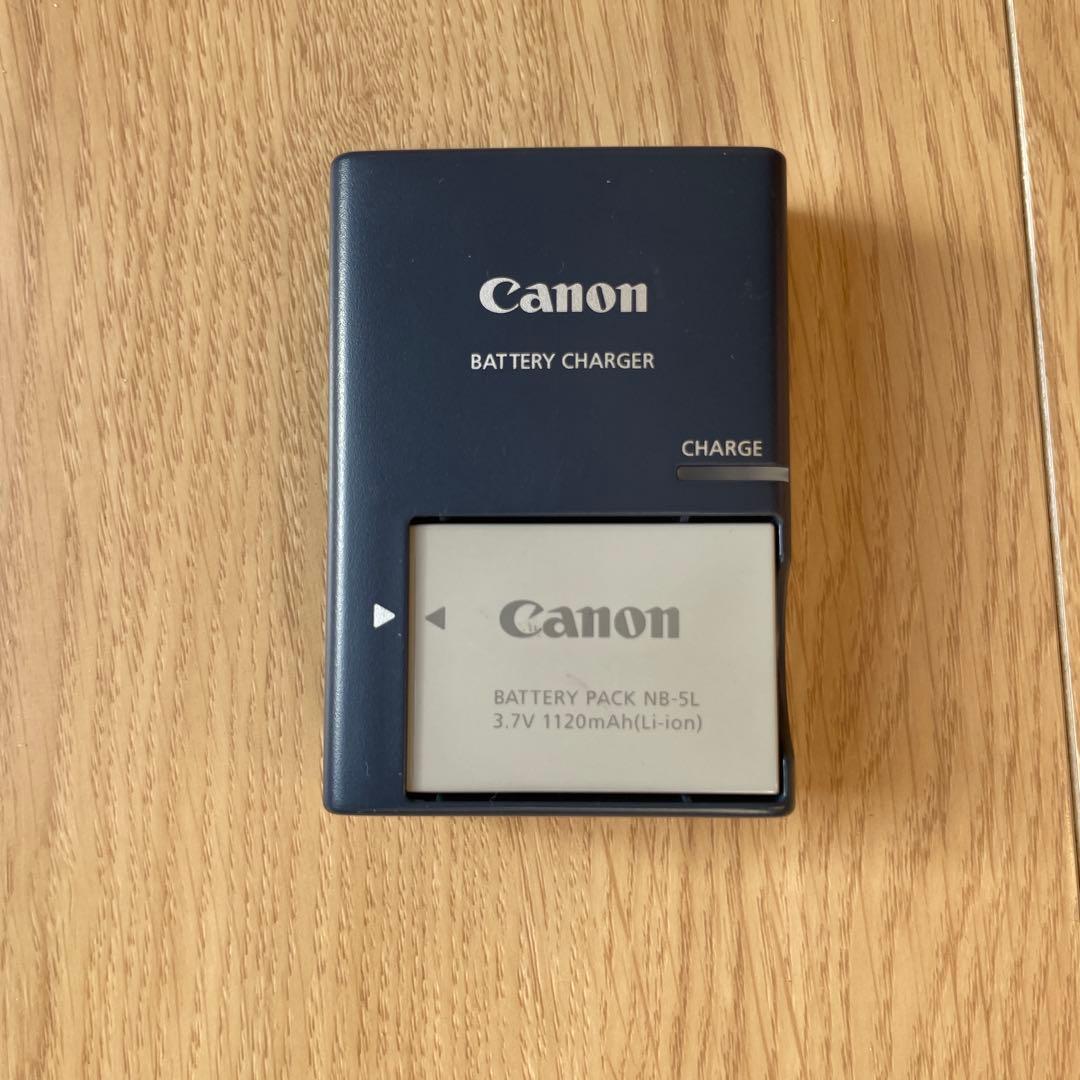 Canon
BATTERY CHARGER
CHARGE
Canon
BATTERY PACK NB-5L
3.7V 1120mAh(Li-ion)